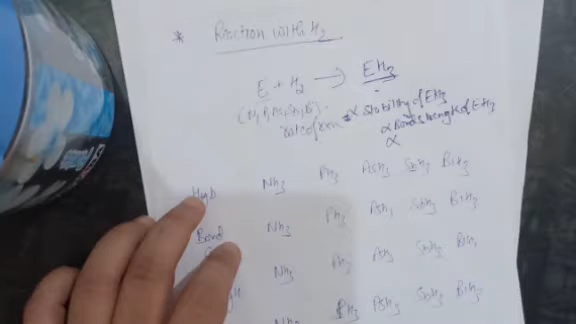 * Reaction with H2
E + H2 → EH3
(N, P, As, Sb, Bi)
rate of rxn ∝ stability of EH3
∝ Bond strength of EH3
∝
NH3 PH3 AsH3 SbH3 BiH3
Hyb NH3 PH3 AsH3 SbH3 BiH3
Bond NH3 PH3 AsH3 SbH3 BiH3
NH3 PH3 AsH3 SbH3 BiH3